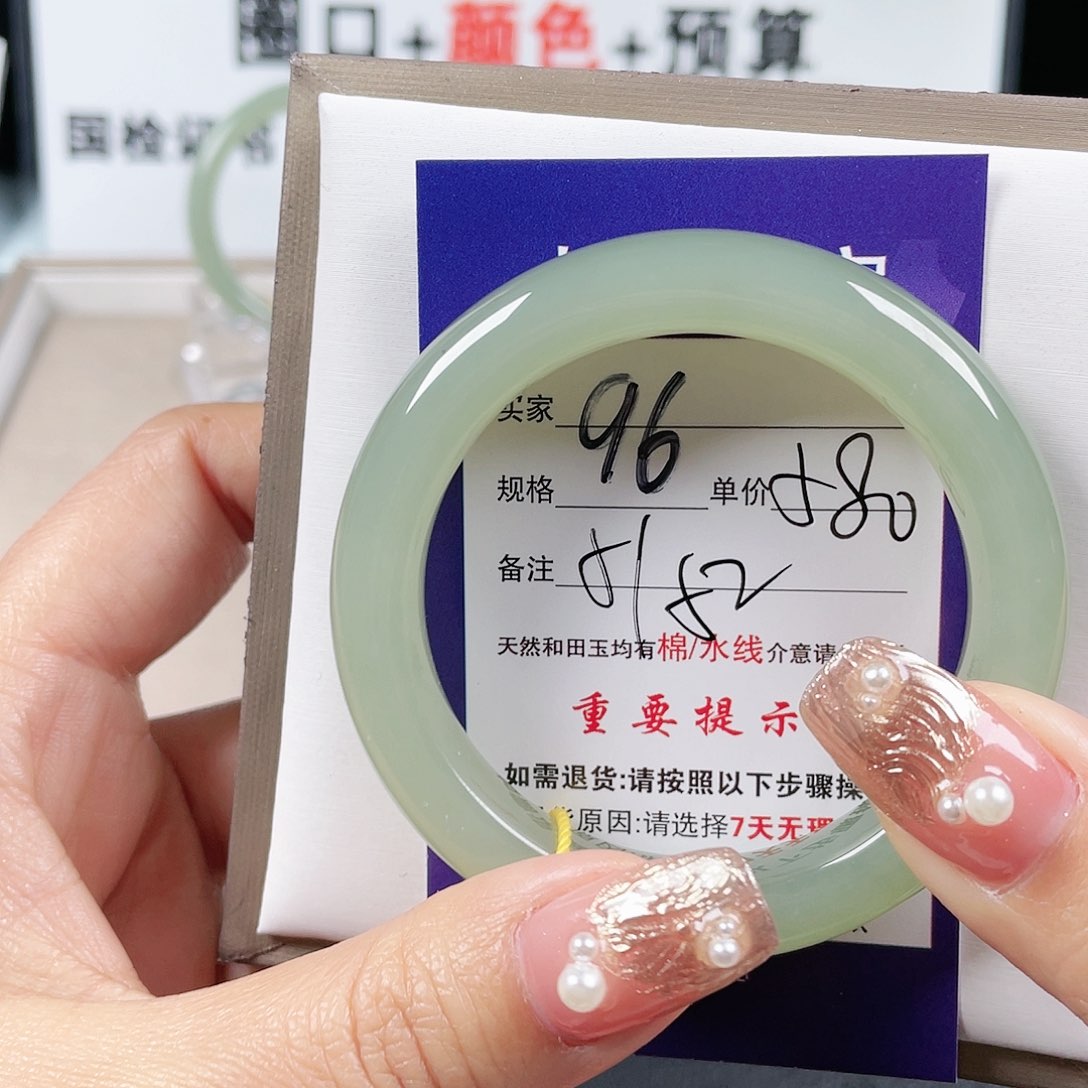 圈口+颜色+预算
国检证书
买家 96
规格 单价 580
备注 51 52
天然和田玉均有棉/水线介意请
重要提示
如需退货:请按照以下步骤操
原因:请选择7天无理